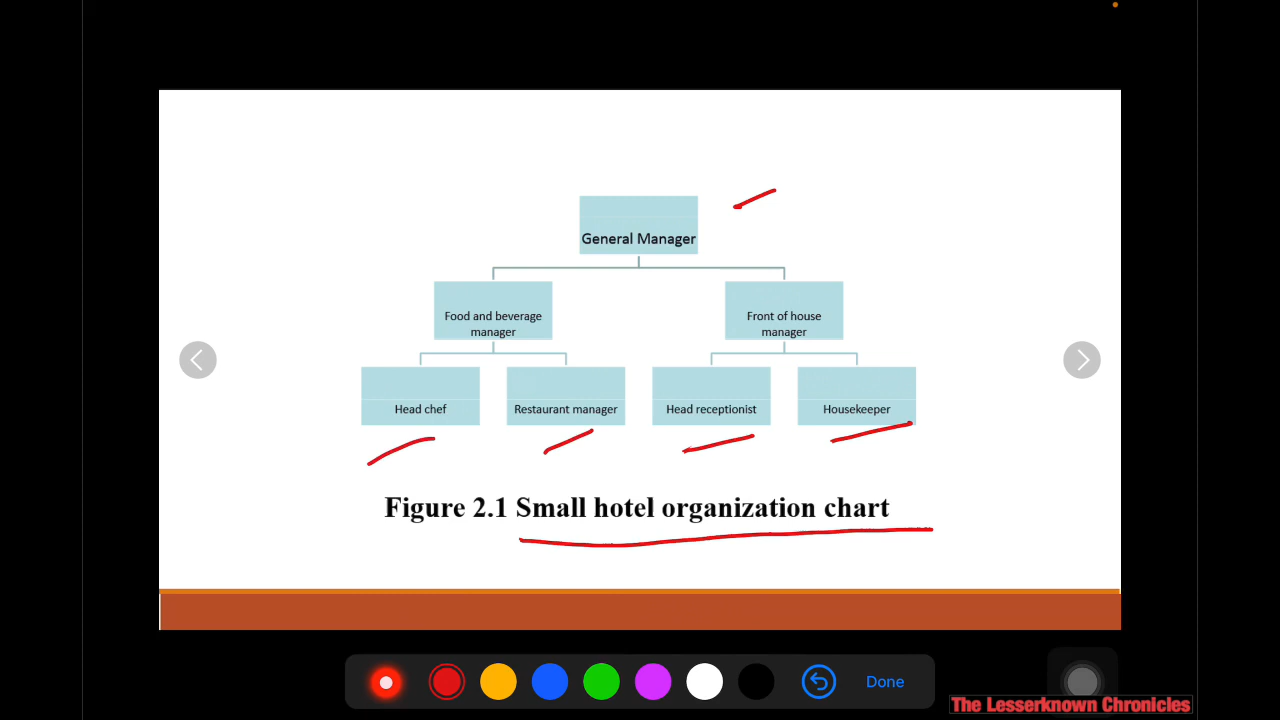 General Manager
Food and beverage
manager
Front of house
manager
Head chef
Restaurant manager
Head receptionist
Housekeeper
Figure 2.1 Small hotel organization chart
Done
The Lesserknown Chronicles